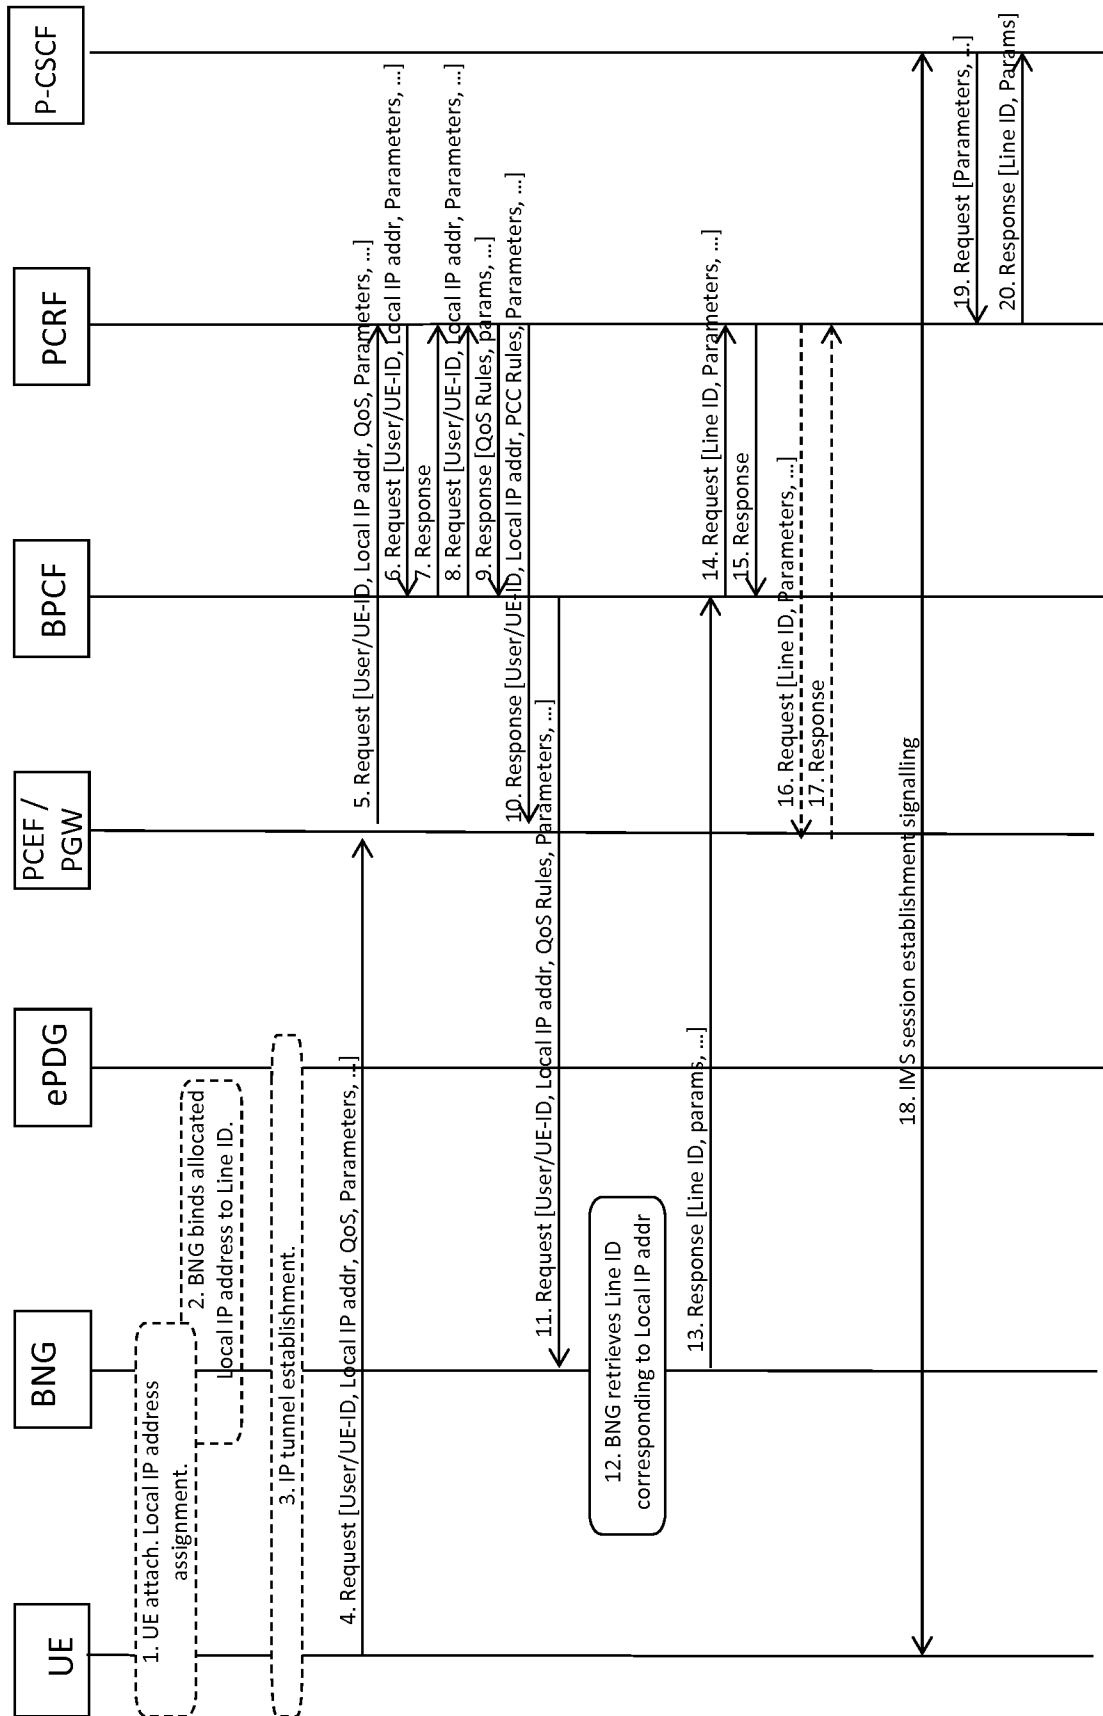 UE
BNG
ePDG
PCEF /
PGW
BPCF
PCRF
P-CSCF
1. UE attach. Local IP address
assignment.
2. BNG binds allocated
Local IP address to Line ID.
3. IP tunnel establishment.
4. Request [User/UE-ID, Local IP addr, QoS, Parameters, ...]
5. Request [User/UE-ID, Local IP addr, QoS, Parameters, ...]
6. Request [User/UE-ID, Local IP addr, Parameters, ...]
7. Response
8. Request [User/UE-ID, Local IP addr, Parameters, ...]
9. Response [QoS Rules, params, ...]
10. Response [User/UE-ID, Local IP addr, PCC Rules, Parameters, ...]
11. Request [User/UE-ID, Local IP addr, QoS Rules, Parameters, ...]
12. BNG retrieves Line ID
corresponding to Local IP addr
13. Response [Line ID, params, ...]
14. Request [Line ID, Parameters, ...]
15. Response
16. Request [Line ID, Parameters, ...]
17. Response
18. IMS session establishment signalling
19. Request [Parameters, ...]
20. Response [Line ID, Params]